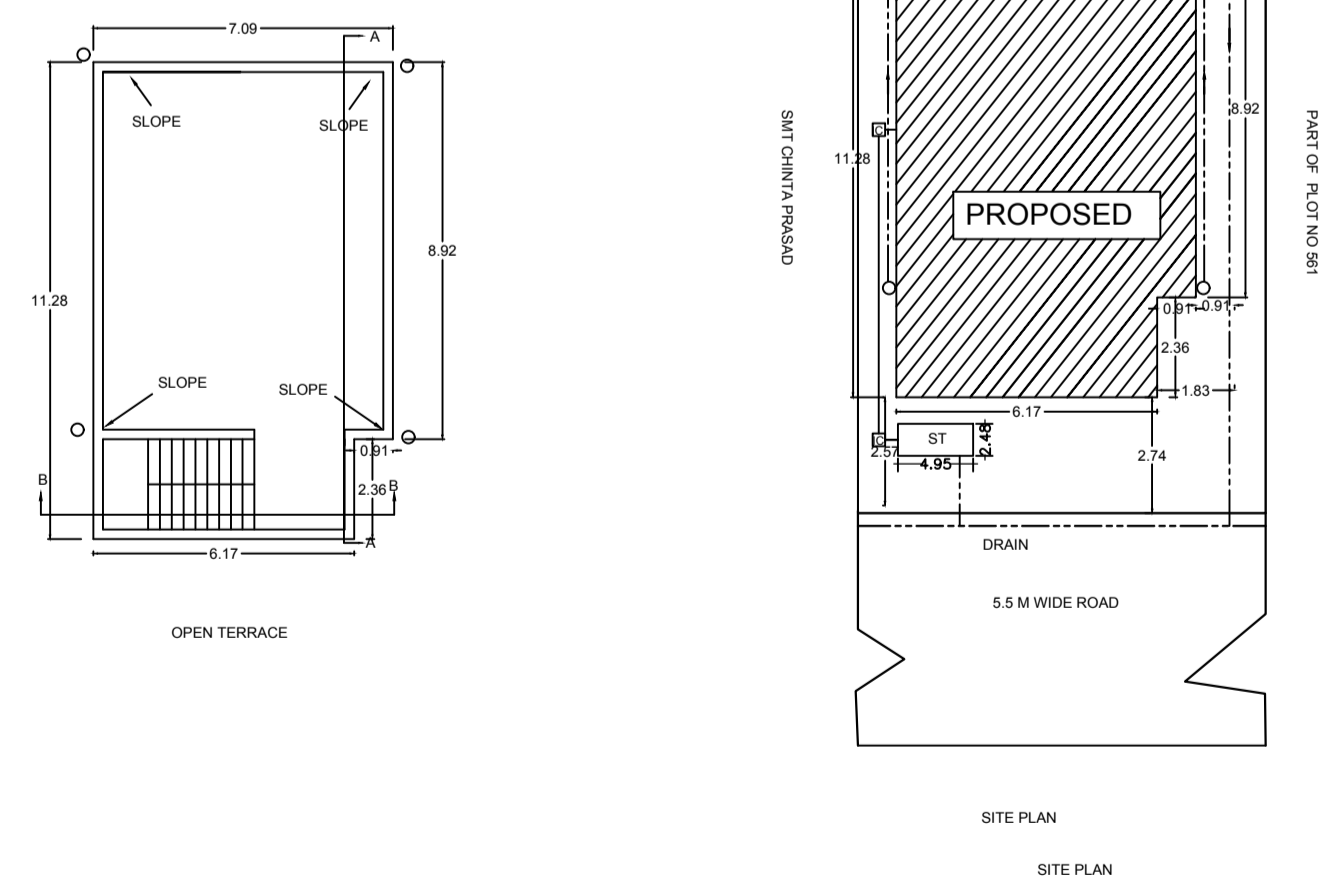 7.09
A
SLOPE
SLOPE
11.28
8.92
SLOPE
SLOPE
0.91
B
2.36
B
A
6.17
OPEN TERRACE
SMT CHINTA PRASAD
PART OF PLOT NO 561
8.92
C
11.28
PROPOSED
0.91
0.91
2.36
1.83
6.17
C
ST
2.48
2.57
4.95
2.74
DRAIN
5.5 M WIDE ROAD
SITE PLAN
SITE PLAN